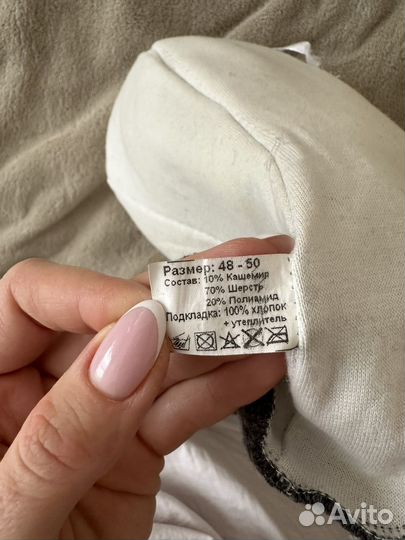 Размер: 48 - 50
Состав: 10% Кашемир
70% Шерсть
20% Полиамид
Подкладка: 100% хлопок
+ утеплитель
Avito